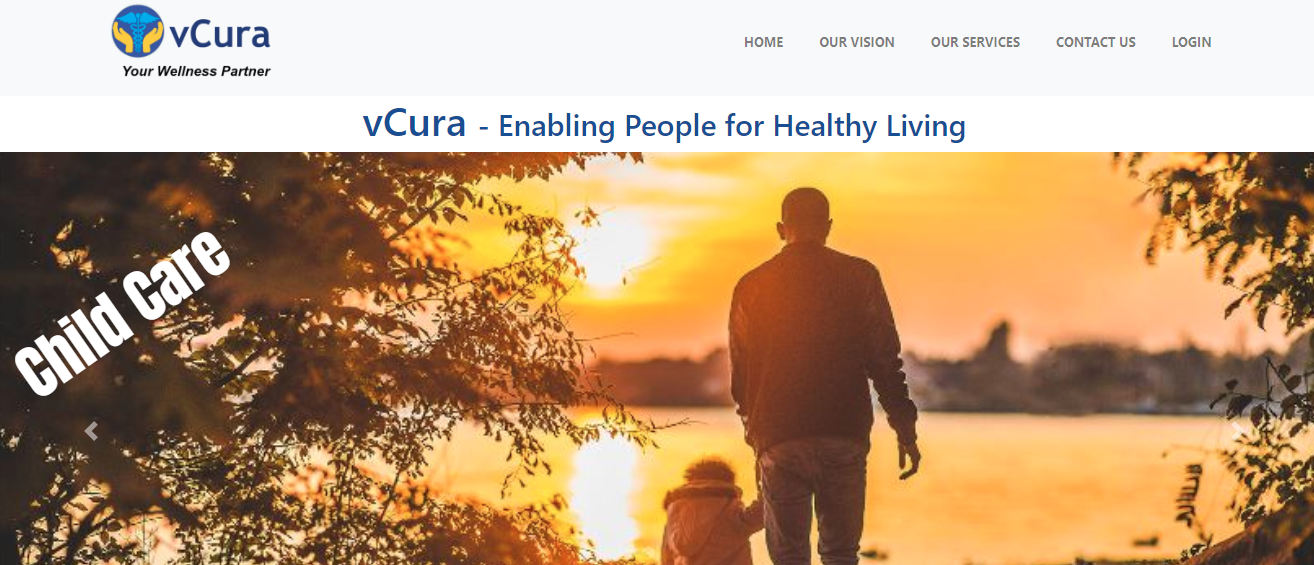 vCura
Your Wellness Partner
HOME OUR VISION OUR SERVICES CONTACT US LOGIN
vCura - Enabling People for Healthy Living
Child Care